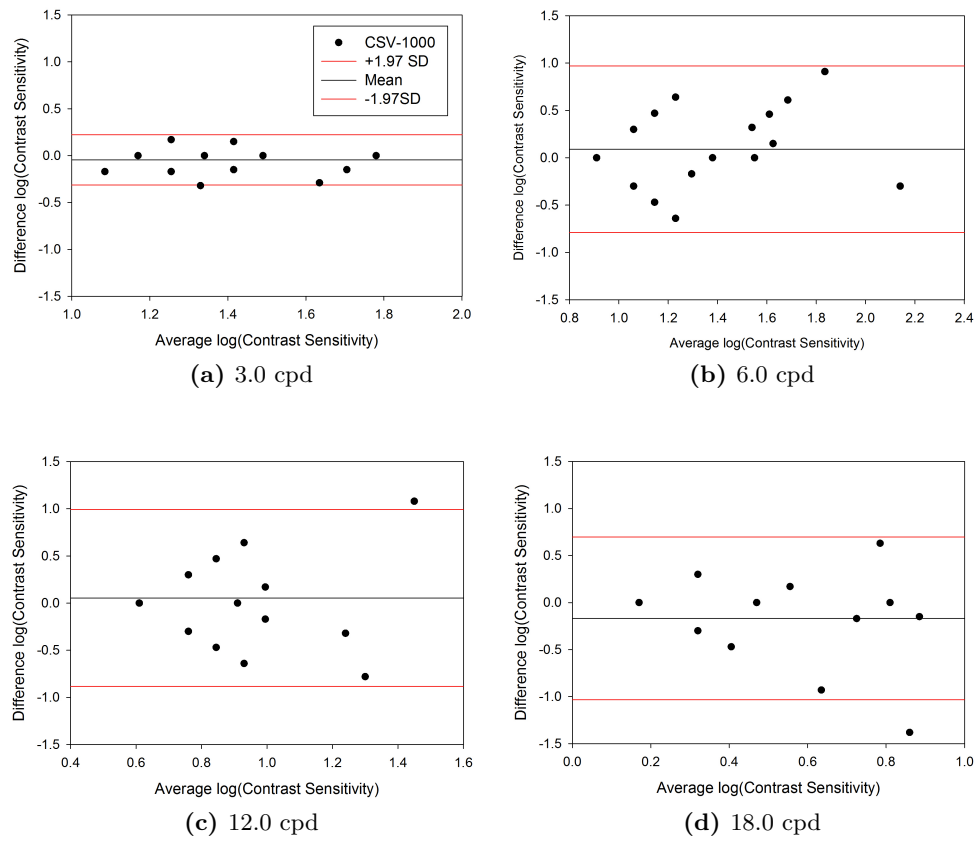 1.5
1.0
0.5
0.0
-0.5
-1.0
-1.5
Difference log(Contrast Sensitivity)
CSV-1000
+1.97 SD
Mean
-1.97SD
1.0 1.2 1.4 1.6 1.8 2.0
Average log(Contrast Sensitivity)
(a) 3.0 cpd
1.5
1.0
0.5
0.0
-0.5
-1.0
-1.5
Difference log(Contrast Sensitivity)
0.8 1.0 1.2 1.4 1.6 1.8 2.0 2.2 2.4
Average log(Contrast Sensitivity)
(b) 6.0 cpd
1.5
1.0
0.5
0.0
-0.5
-1.0
-1.5
Difference log(Contrast Sensitivity)
0.4 0.6 0.8 1.0 1.2 1.4 1.6
Average log(Contrast Sensitivity)
(c) 12.0 cpd
1.5
1.0
0.5
0.0
-0.5
-1.0
-1.5
Difference log(Contrast Sensitivity)
0.0 0.2 0.4 0.6 0.8 1.0
Average log(Contrast Sensitivity)
(d) 18.0 cpd